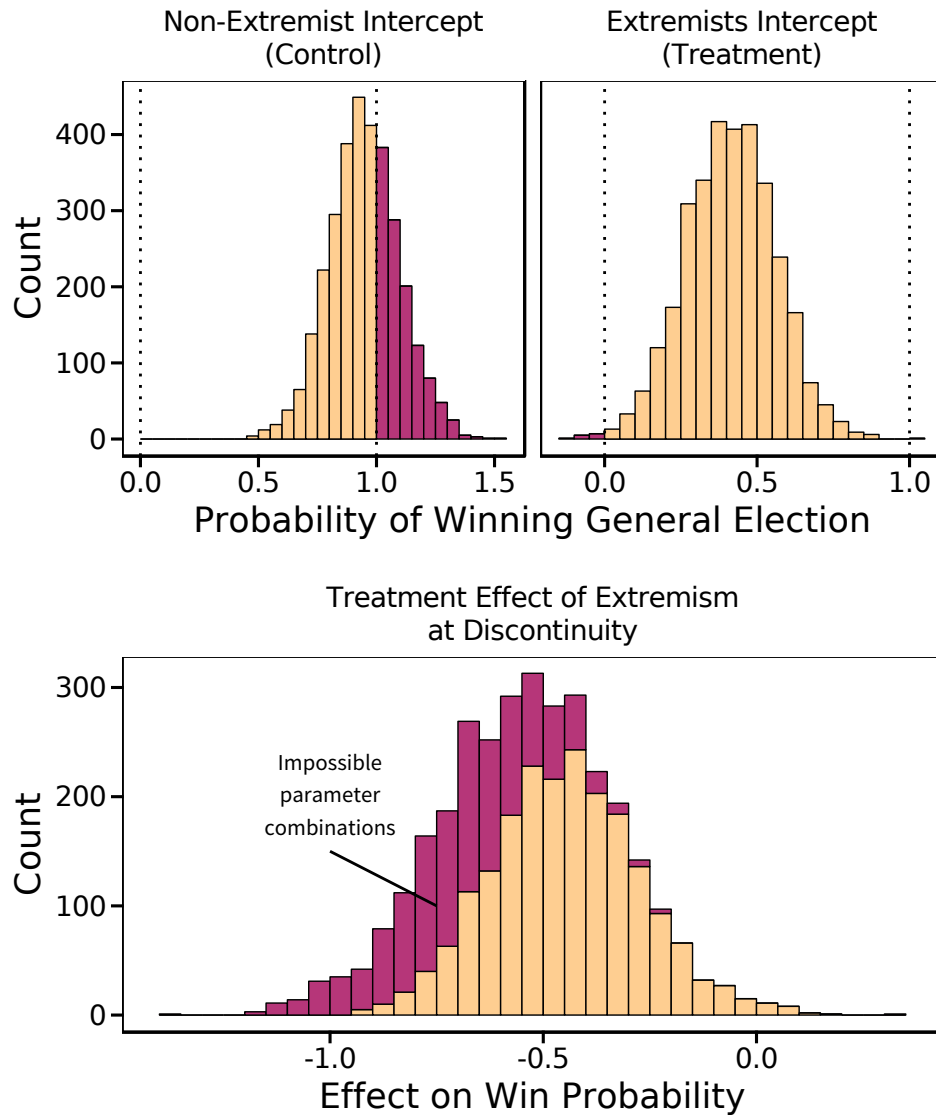 Non-Extremist Intercept
(Control)
Extremists Intercept
(Treatment)
Count
400
300
200
100
0
0.0 0.5 1.0 1.5
0.0 0.5 1.0
Probability of Winning General Election
Treatment Effect of Extremism
at Discontinuity
Count
300
200
100
0
Impossible
parameter
combinations
-1.0 -0.5 0.0
Effect on Win Probability